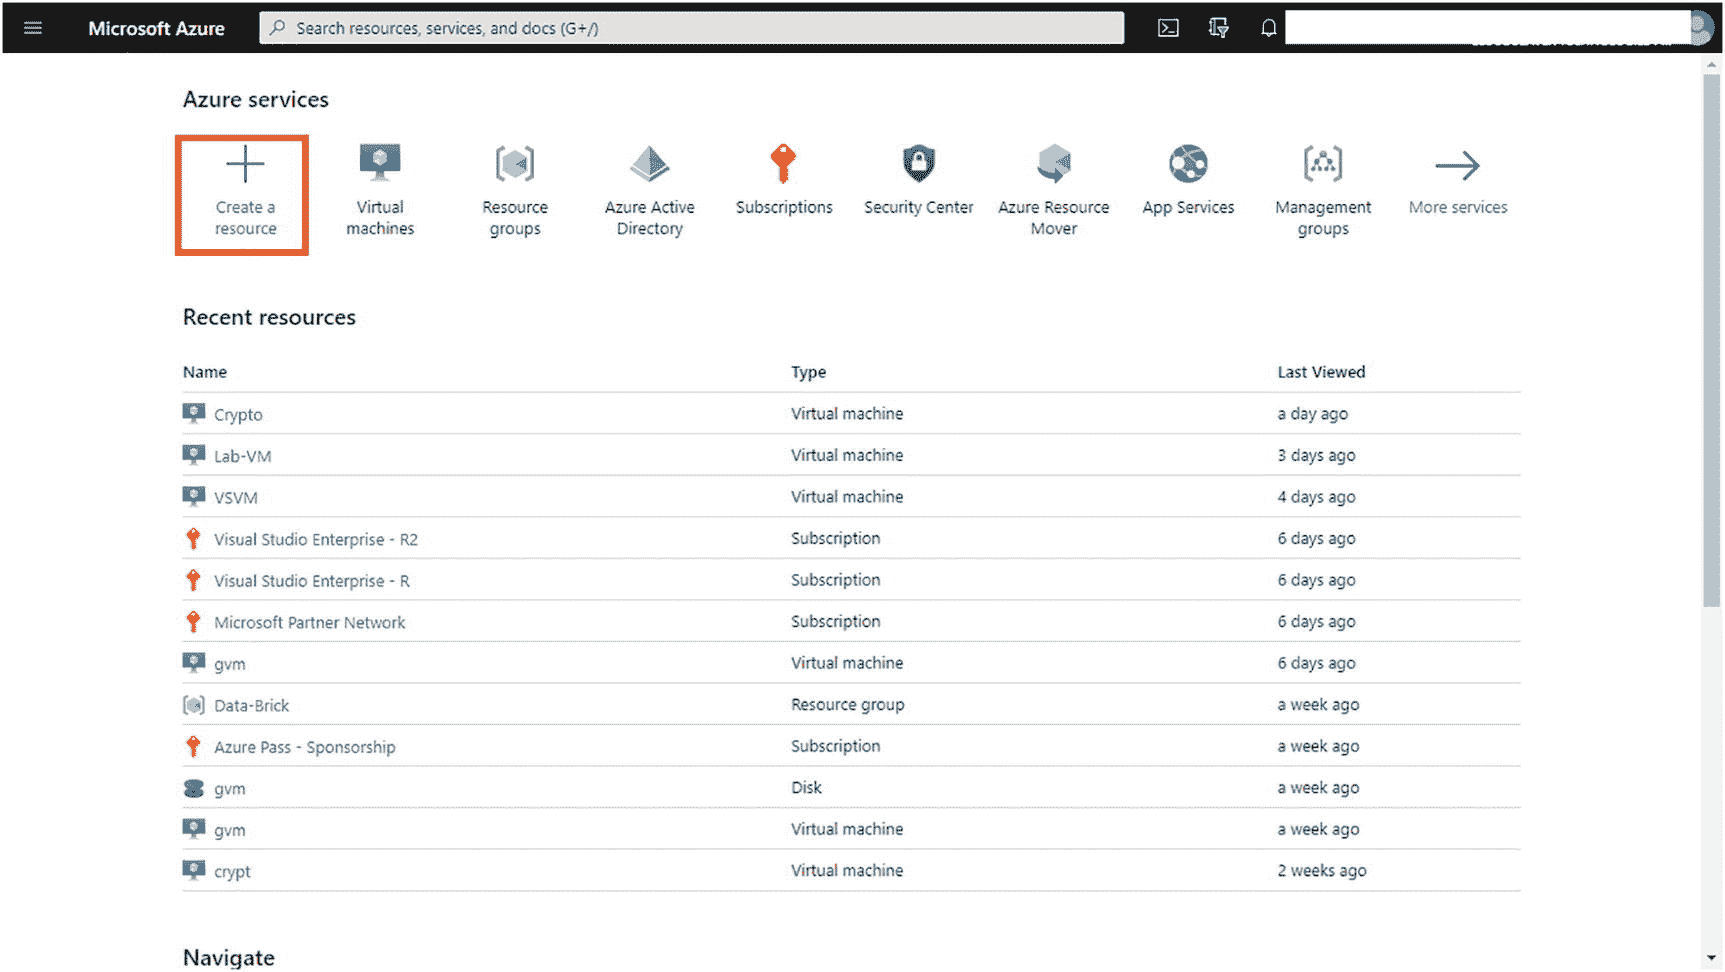 Microsoft Azure
Search resources, services, and docs (G+/)
Azure services
Create a
resource
Virtual
machines
Resource
groups
Azure Active
Directory
Subscriptions
Security Center
Azure Resource
Mover
App Services
Management
groups
More services
Recent resources
Name Type Last Viewed
Crypto Virtual machine a day ago
Lab-VM Virtual machine 3 days ago
VSVM Virtual machine 4 days ago
Visual Studio Enterprise - R2 Subscription 6 days ago
Visual Studio Enterprise - R Subscription 6 days ago
Microsoft Partner Network Subscription 6 days ago
gvm Virtual machine 6 days ago
Data-Brick Resource group a week ago
Azure Pass - Sponsorship Subscription a week ago
gvm Disk a week ago
gvm Virtual machine a week ago
crypt Virtual machine 2 weeks ago
Navigate